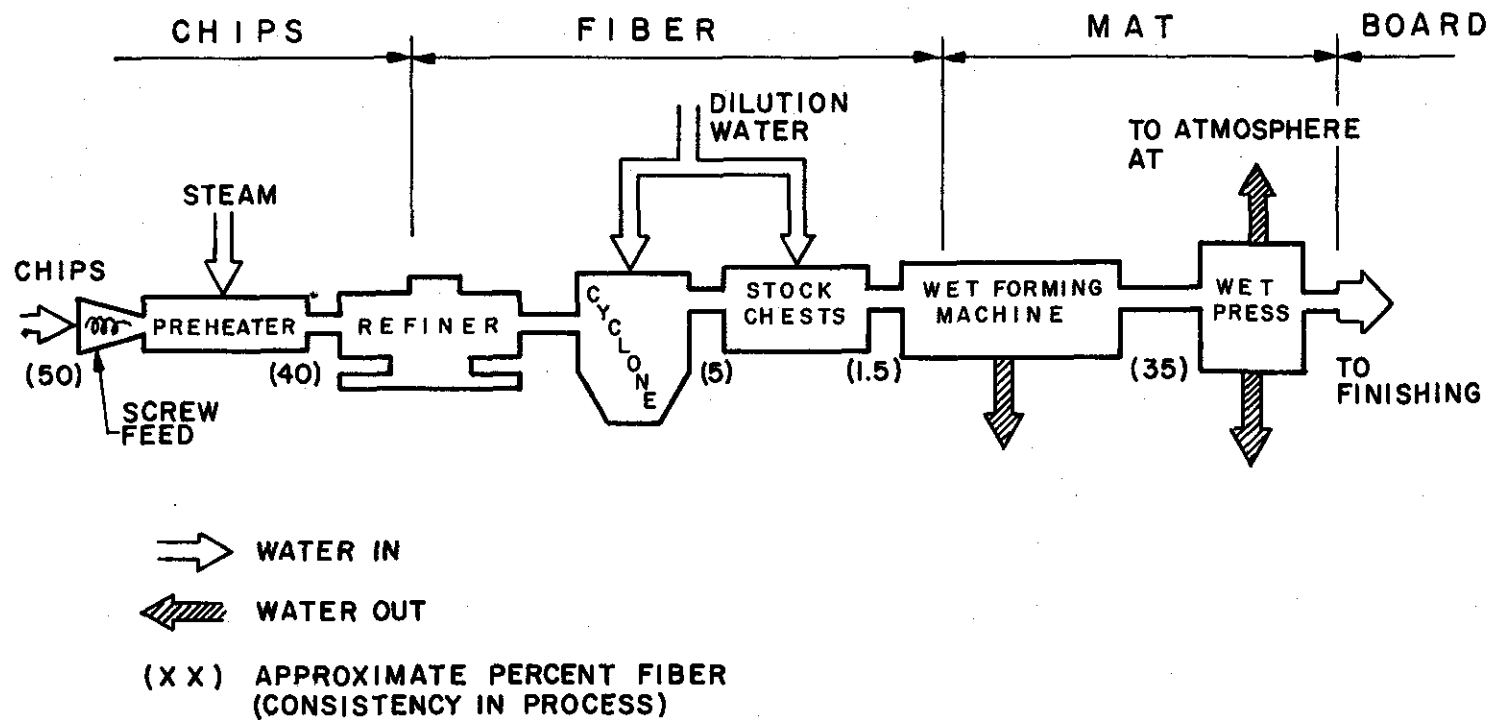 CHIPS
FIBER
MAT
BOARD
DILUTION
WATER
TO ATMOSPHERE
AT
STEAM
CHIPS
PREHEATER
REFINER
CYCLONE
STOCK
CHESTS
WET FORMING
MACHINE
WET
PRESS
(50)
(40)
(5)
(1.5)
(35)
TO
FINISHING
SCREW
FEED
WATER IN
WATER OUT
(XX) APPROXIMATE PERCENT FIBER
(CONSISTENCY IN PROCESS)